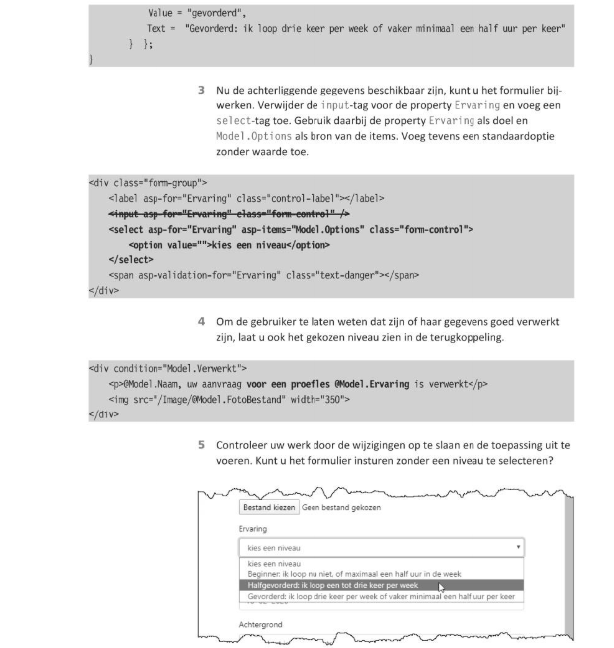 Value = "gevorderd",
Text = "Gevorderd: ik loop drie keer per week of vaker minimaal eem half uur per keer"
} };
}
3 Nu de achterliggende gegevens beschikbaar zijn, kunt u het formulier bij-
werken. Verwijder de input-tag voor de property Ervaring en voeg een
select-tag toe. Gebruik daarbij de property Ervaring als doel en
Model.Options als bron van de items. Voeg tevens een standaardoptie
zonder waarde toe.
<div class="form-group">
<label asp-for="Ervaring" class="control-label"></label>
<input asp-for="Ervaring" class="form-control" />
<select asp-for="Ervaring" asp-items="Model.Options" class="form-control">
<option value="">kies een niveau</option>
</select>
<span asp-validation-for="Ervaring" class="text-danger"></span>
</div>
4 Om de gebruiker te laten weten dat zijn of haar gegevens goed verwerkt
zijn, laat u ook het gekozen niveau zien in de terugkoppeling.
<div condition="Model.Verwerkt">
<p>@Model.Naam, uw aanvraag voor een proefles @Model.Ervaring is verwerkt</p>
<img src="/Image/@Model.FotoBestand" width="350">
</div>
5 Controleer uw werk door de wijzigingen op te slaan en de toepassing uit te
voeren. Kunt u het formulier insturen zonder een niveau te selecteren?
Bestand kiezen Geen bestand gekozen
Ervaring
kies een niveau
kies een niveau
Beginner: ik loop nu niet, of maximaal een half uur in de week
Halfgevorderd: ik loop een tot drie keer per week
Gevorderd: ik loop drie keer per week of vaker minimaal een half uur per keer
Achtergrond